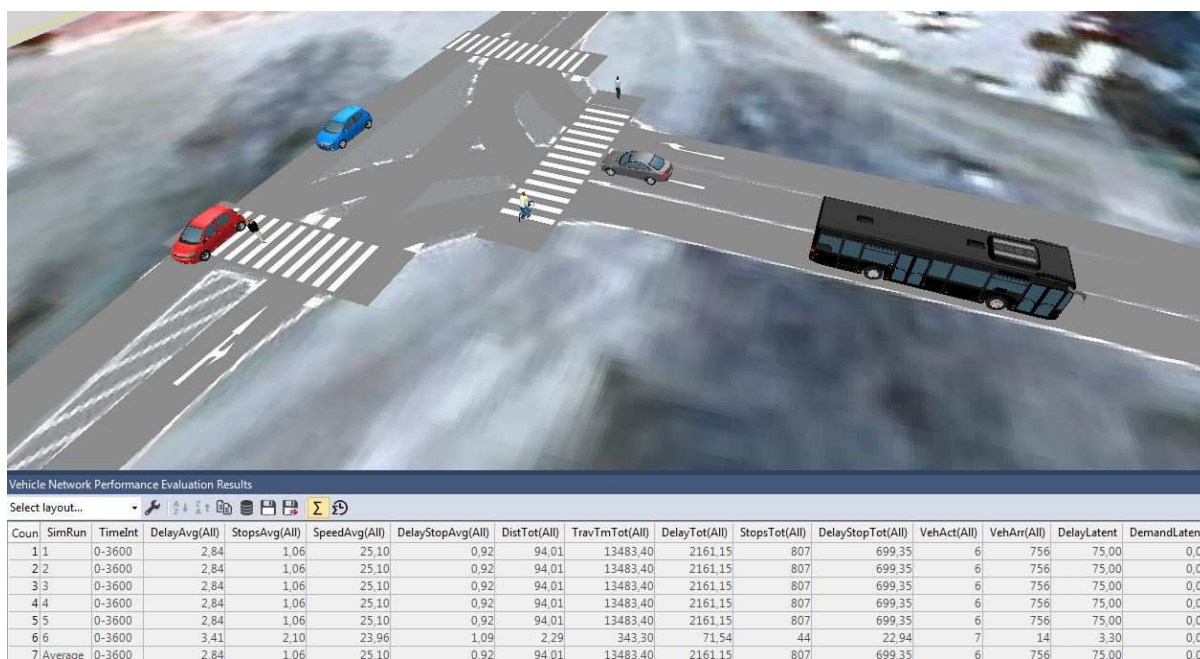 Vehicle Network Performance Evaluation Results
Select layout...
Coun SimRun TimeInt DelayAvg(All) StopsAvg(All) SpeedAvg(All) DelayStopAvg(All) DistTot(All) TravTmTot(All) DelayTot(All) StopsTot(All) DelayStopTot(All) VehAct(All) VehArr(All) DelayLatent DemandLaten
1 1 0-3600 2,84 1,06 25,10 0,92 94,01 13483,40 2161,15 807 699,35 6 756 75,00 0,0
2 2 0-3600 2,84 1,06 25,10 0,92 94,01 13483,40 2161,15 807 699,35 6 756 75,00 0,0
3 3 0-3600 2,84 1,06 25,10 0,92 94,01 13483,40 2161,15 807 699,35 6 756 75,00 0,0
4 4 0-3600 2,84 1,06 25,10 0,92 94,01 13483,40 2161,15 807 699,35 6 756 75,00 0,0
5 5 0-3600 2,84 1,06 25,10 0,92 94,01 13483,40 2161,15 807 699,35 6 756 75,00 0,0
6 6 0-3600 3,41 2,10 23,96 1,09 2,29 343,30 71,54 44 22,94 7 14 3,30 0,0
7 Average 0-3600 2,84 1,06 25,10 0,92 94,01 13483,40 2161,15 807 699,35 6 756 75,00 0,0